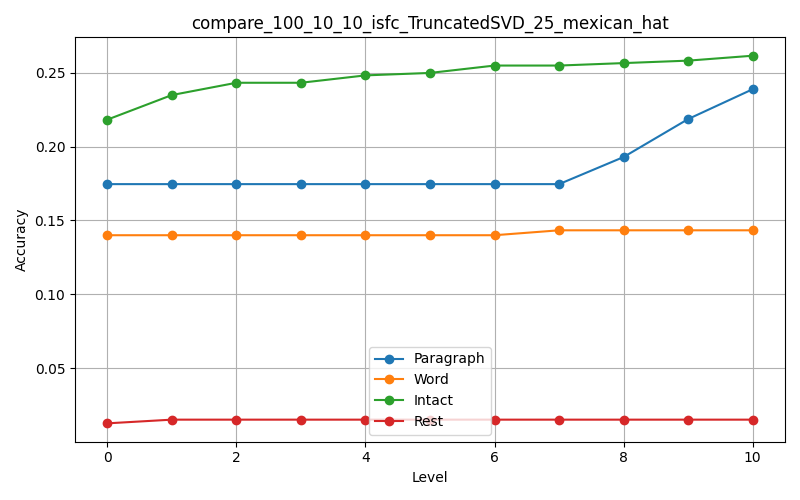 compare_100_10_10_isfc_TruncatedSVD_25_mexican_hat
0.25
0.20
0.15
0.10
0.05
Accuracy
Paragraph
Word
Intact
Rest
0 2 4 6 8 10
Level